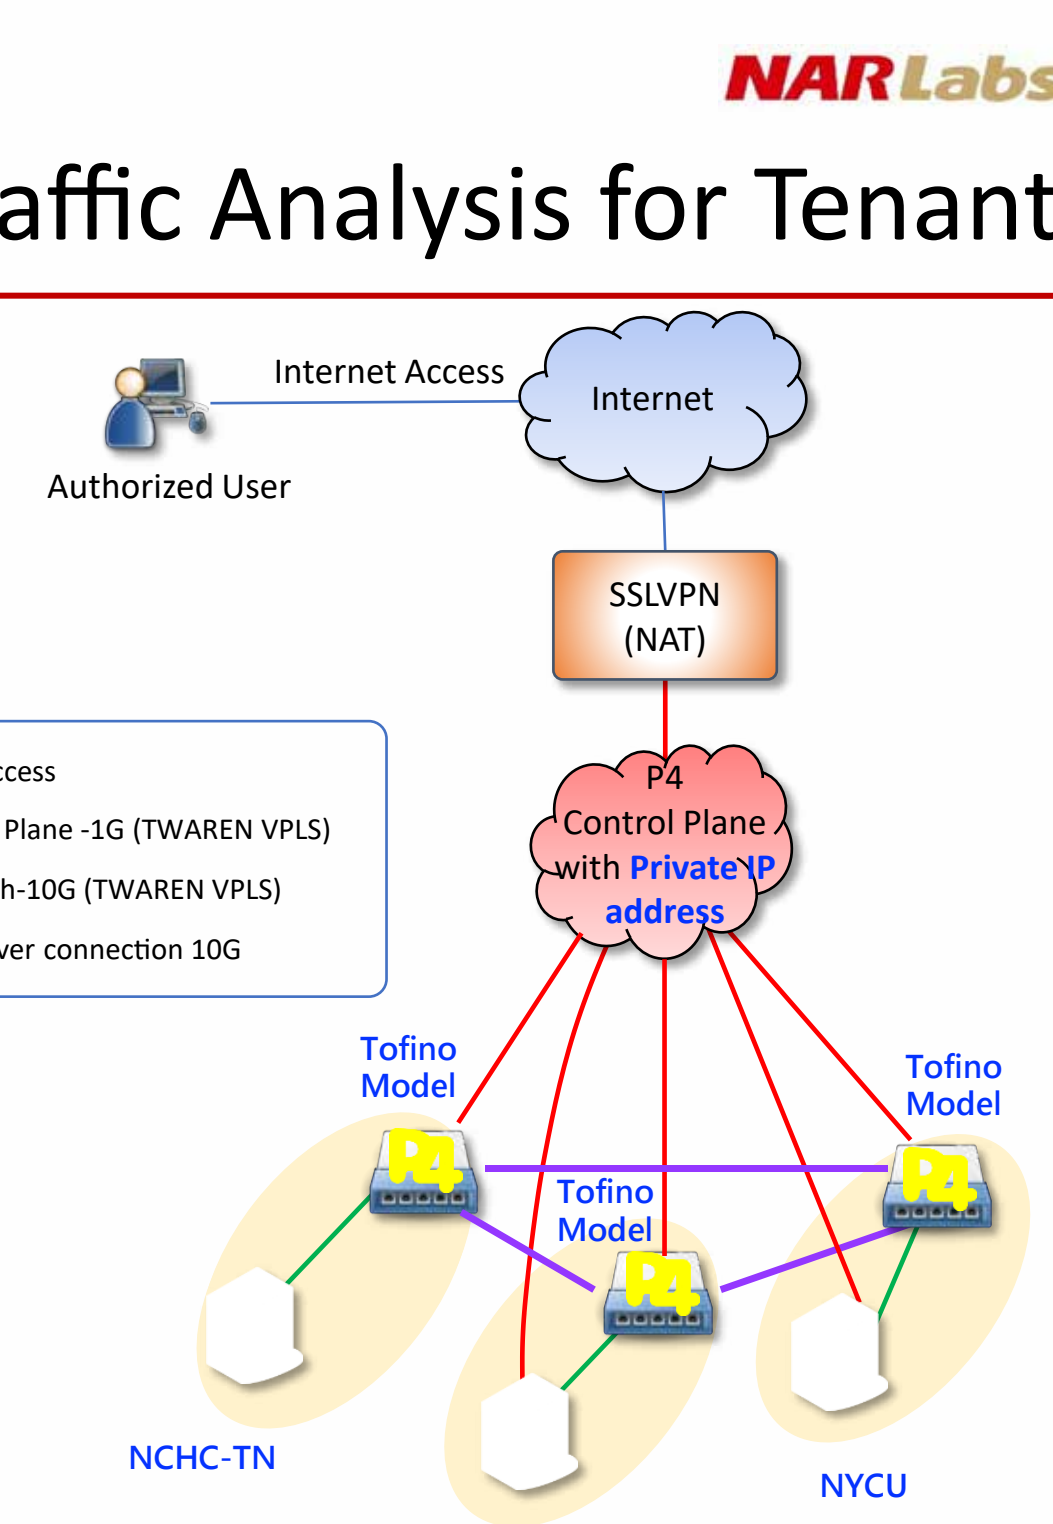 NARLabs
affic Analysis for Tenant
Internet Access
Internet
Authorized User
SSLVPN
(NAT)
ccess
Plane -1G (TWAREN VPLS)
h-10G (TWAREN VPLS)
ver connection 10G
P4
Control Plane
with Private IP
address
Tofino
Model
Tofino
Model
P4
P4
Tofino
Model
P4
NCHC-TN
NYCU